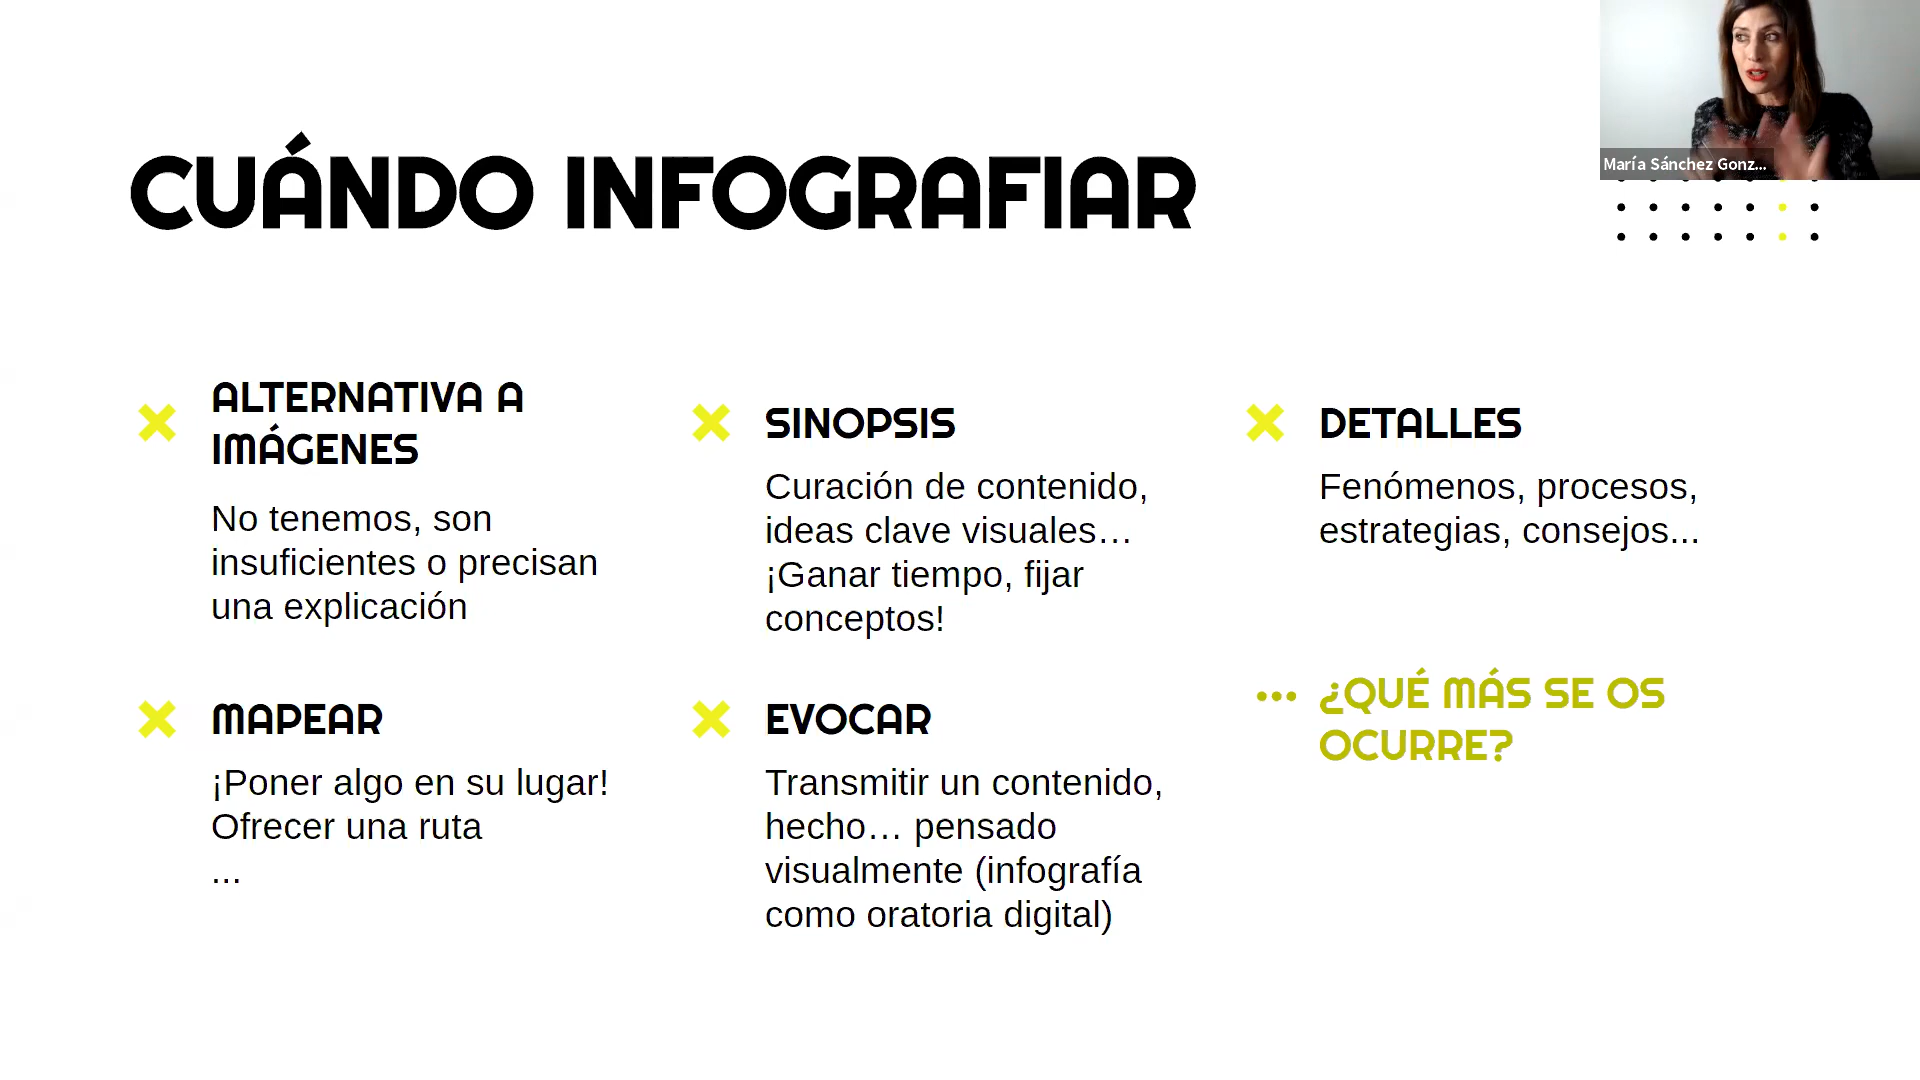 María Sánchez Gonz...
CUÁNDO INFOGRAFIAR
ALTERNATIVA A
IMÁGENES
No tenemos, son
insuficientes o precisan
una explicación
SINOPSIS
Curación de contenido,
ideas clave visuales…
¡Ganar tiempo, fijar
conceptos!
DETALLES
Fenómenos, procesos,
estrategias, consejos...
MAPEAR
¡Poner algo en su lugar!
Ofrecer una ruta
...
EVOCAR
Transmitir un contenido,
hecho… pensado
visualmente (infografía
como oratoria digital)
... ¿QUÉ MÁS SE OS
OCURRE?